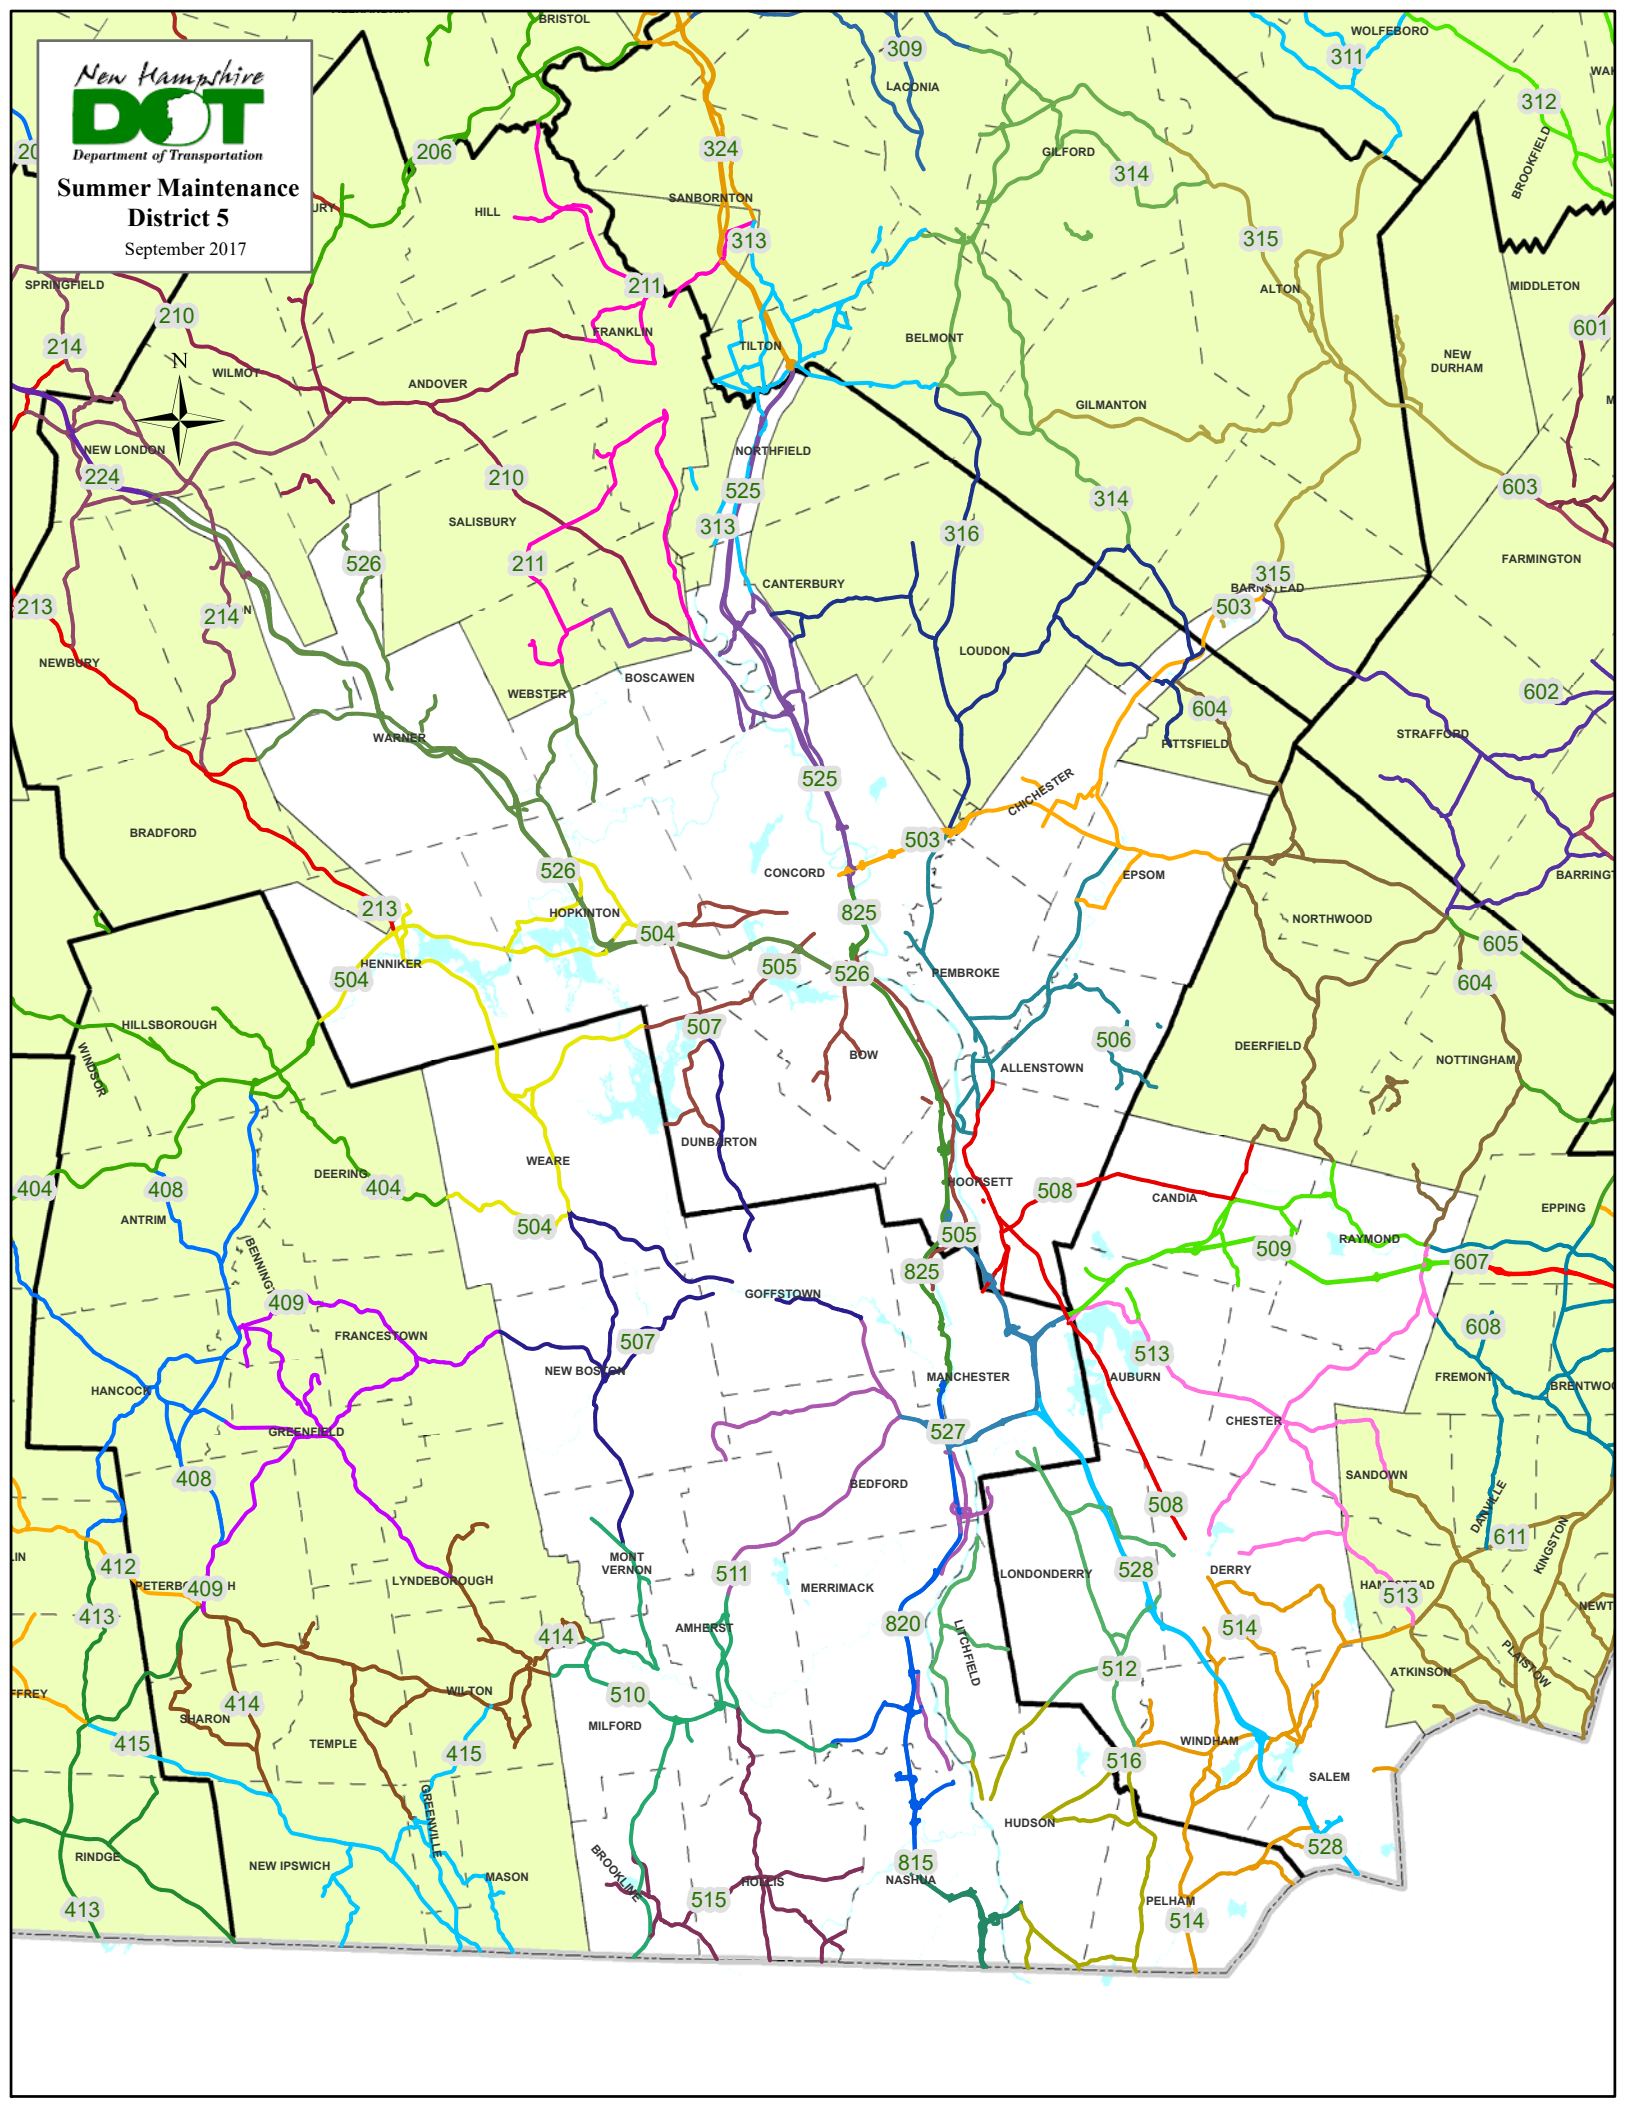 New Hampshire
DOT
Department of Transportation
Summer Maintenance
District 5
September 2017
N
BRISTOL
309
LACONIA
WOLFEBORO
311
312
BROOKFIELD
206
324
GILFORD
314
SANBORNTON
HILL
313
315
SPRINGFIELD
211
ALTON
MIDDLETON
210
FRANKLIN
601
214
TILTON
BELMONT
NEW
DURHAM
WILMOT
ANDOVER
GILMANTON
NEW LONDON
NORTHFIELD
224
210
525
314
603
SALISBURY
313
316
526
211
FARMINGTON
CANTERBURY
315
BARNSTEAD
213
214
503
NEWBURY
LOUDON
BOSCAWEN
WEBSTER
602
604
WARNER
PITTSFIELD
STRAFFORD
525
CHICHESTER
BRADFORD
503
526
CONCORD
EPSOM
213
HOPKINTON
825
NORTHWOOD
504
605
HENNIKER
504
505
526
PEMBROKE
604
HILLSBOROUGH
507
506
WINDSOR
BOW
DEERFIELD
NOTTINGHAM
ALLENSTOWN
DUNBARTON
WEARE
404
408
DEERING
404
HOOKSETT
508
CANDIA
ANTRIM
504
EPPING
505
509
RAYMOND
825
607
GOFFSTOWN
409
FRANCESTOWN
507
608
513
NEW BOSTON
MANCHESTER
AUBURN
FREMONT
HANCOCK
CHESTER
GREENFIELD
527
408
BEDFORD
SANDOWN
508
DANVILLE
611
KINGSTON
MONT
VERNON
412
409
LYNDEBOROUGH
511
MERRIMACK
LONDONDERRY
528
DERRY
513
413
820
AMHERST
414
514
LITCHFIELD
PLAISTOW
512
ATKINSON
414
WILTON
510
SHARON
MILFORD
415
TEMPLE
415
516
WINDHAM
SALEM
GREENVILLE
HUDSON
528
RINDGE
NEW IPSWICH
MASON
BROOKLINE
815
NASHUA
HOLLIS
515
PELHAM
413
514